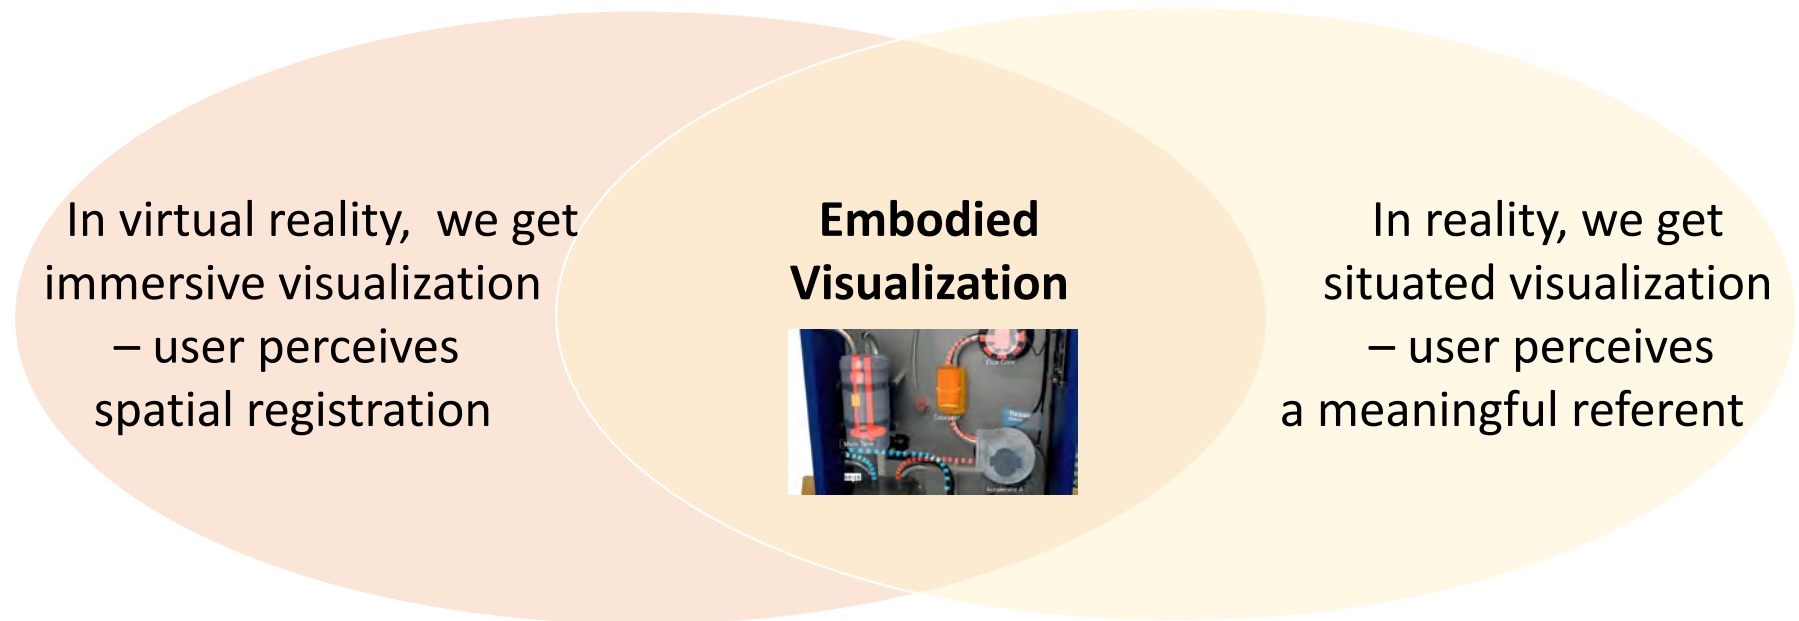 In virtual reality, we get
immersive visualization
– user perceives
spatial registration
Embodied
Visualization
In reality, we get
situated visualization
– user perceives
a meaningful referent